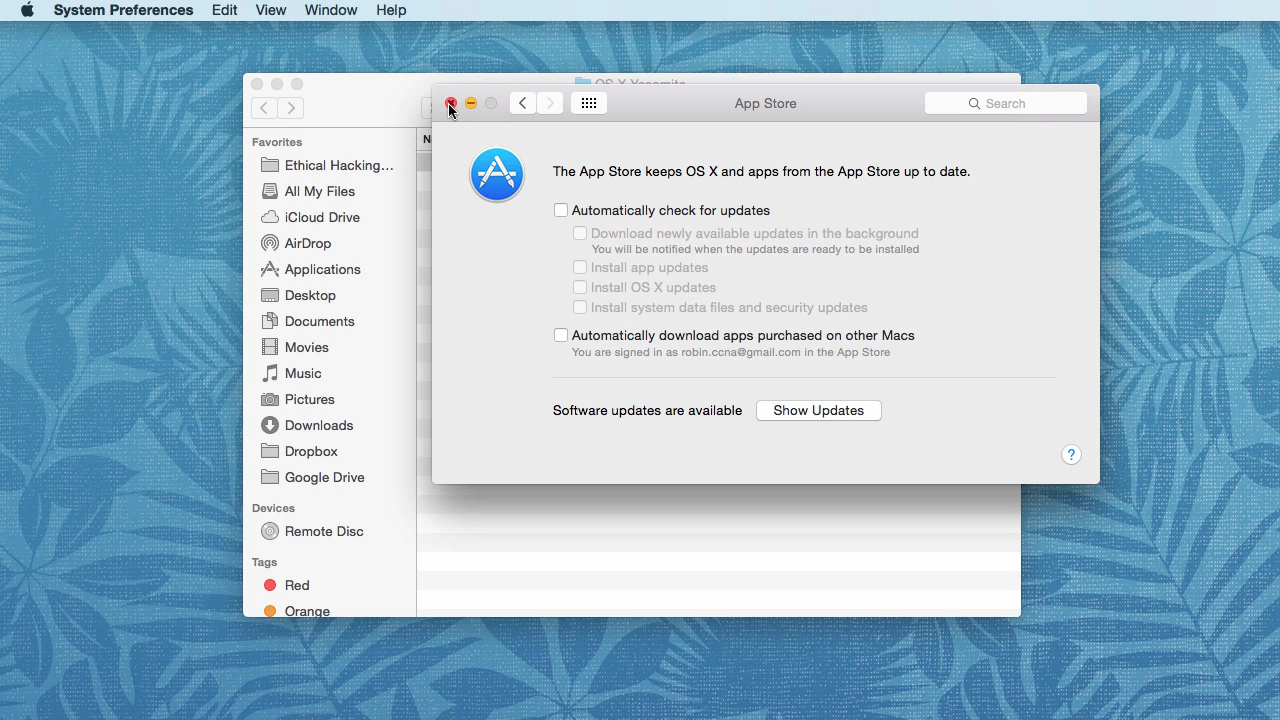 System Preferences Edit View Window Help
OS X Yosemite
App Store
Search
Favorites
Ethical Hacking...
All My Files
iCloud Drive
AirDrop
Applications
Desktop
Documents
Movies
Music
Pictures
Downloads
Dropbox
Google Drive
Devices
Remote Disc
Tags
Red
Orange
N
The App Store keeps OS X and apps from the App Store up to date.
Automatically check for updates
Download newly available updates in the background
You will be notified when the updates are ready to be installed
Install app updates
Install OS X updates
Install system data files and security updates
Automatically download apps purchased on other Macs
You are signed in as robin.ccna@gmail.com in the App Store
Software updates are available Show Updates
?